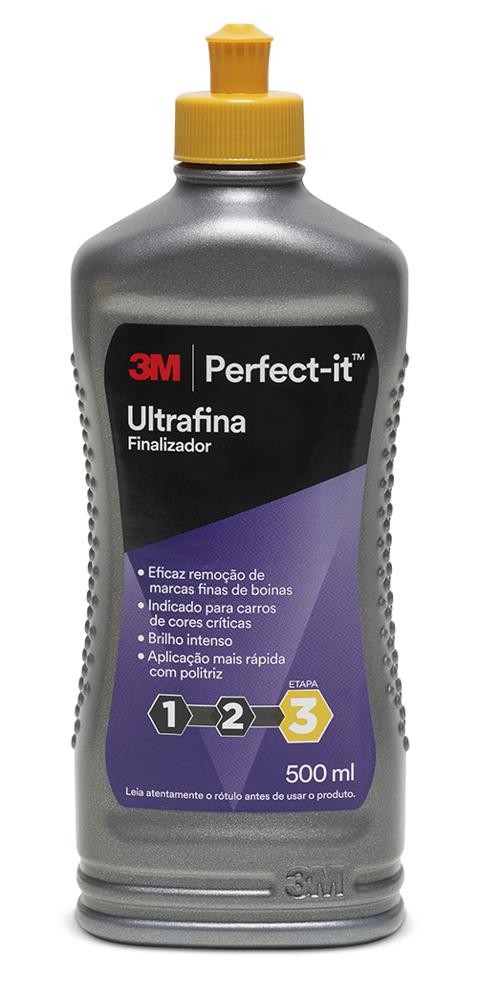 3M | Perfect-it™
Ultrafina
Finalizador
• Eficaz remoção de
marcas finas de boinas
• Indicado para carros
de cores críticas
• Brilho intenso
• Aplicação mais rápida
com politriz
ETAPA
1 2 3
500 ml
Leia atentamente o rótulo antes de usar o produto.
3M